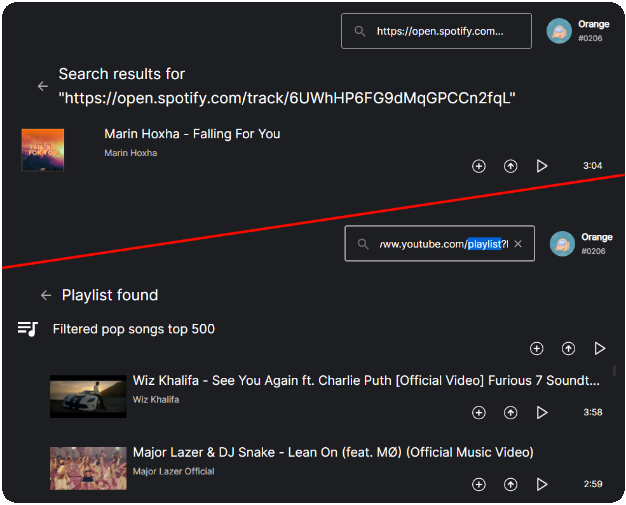 https://open.spotify.com...
Orange
#0206
Search results for
"https://open.spotify.com/track/6UWhHP6FG9dMqGPCCn2fqL"
FALLING
FOR YOU
Marin Hoxha - Falling For You
Marin Hoxha
3:04
www.youtube.com/playlist?l
Orange
#0206
Playlist found
Filtered pop songs top 500
Wiz Khalifa - See You Again ft. Charlie Puth [Official Video] Furious 7 Soundt...
Wiz Khalifa
3:58
Major Lazer & DJ Snake - Lean On (feat. MØ) (Official Music Video)
Major Lazer Official
2:59